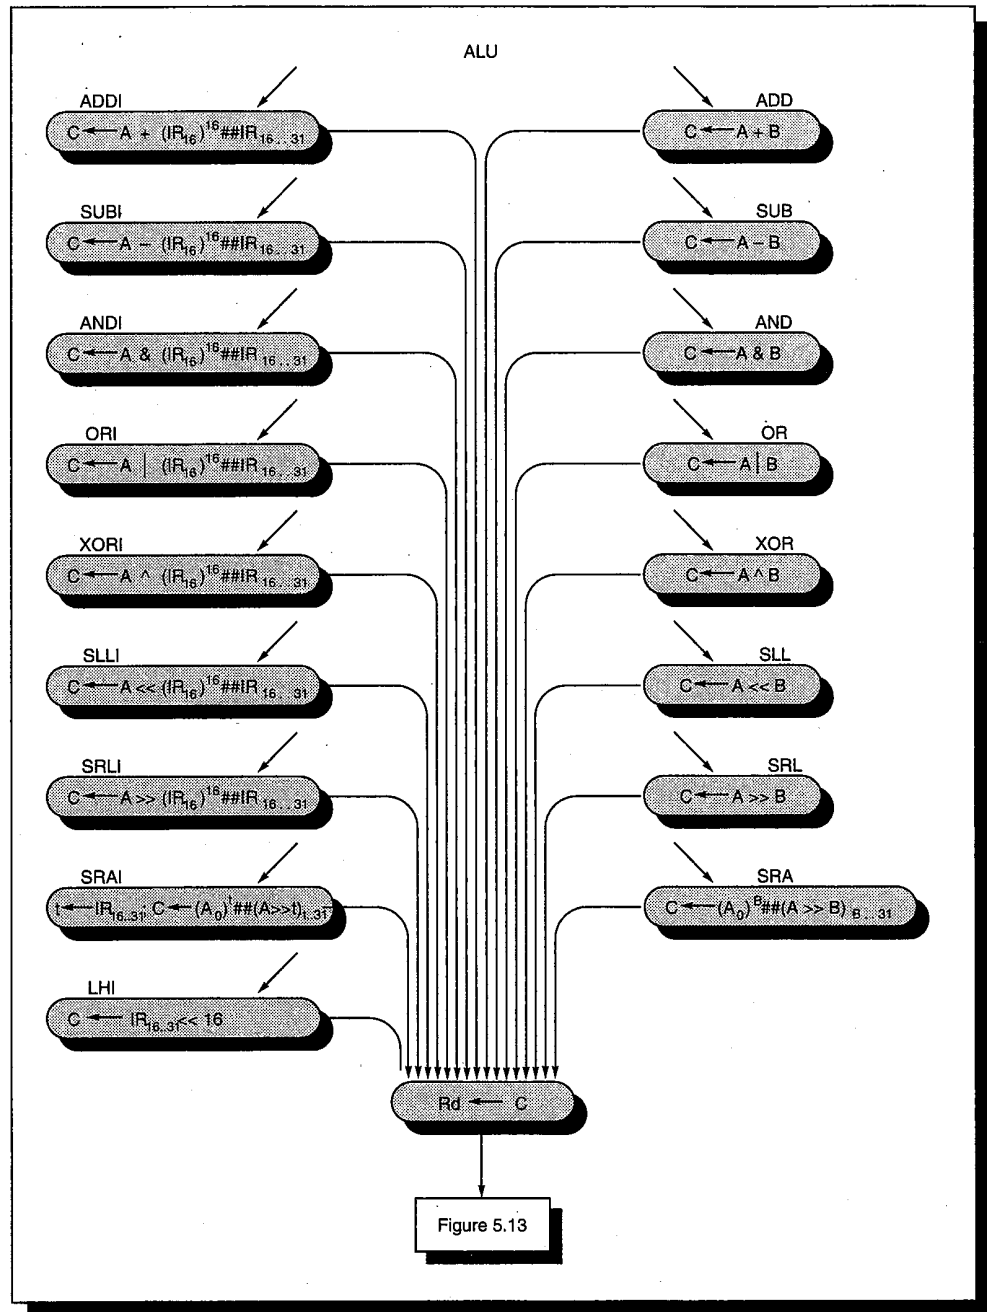 ALU
ADDI
C ← A + (IR₁₆)¹⁶##IR₁₆..₃₁
SUBI
C ← A − (IR₁₆)¹⁶##IR₁₆..₃₁
ANDI
C ← A & (IR₁₆)¹⁶##IR₁₆..₃₁
ORI
C ← A | (IR₁₆)¹⁶##IR₁₆..₃₁
XORI
C ← A ^ (IR₁₆)¹⁶##IR₁₆..₃₁
SLLI
C ← A << (IR₁₆)¹⁶##IR₁₆..₃₁
SRLI
C ← A >> (IR₁₆)¹⁶##IR₁₆..₃₁
SRAI
t ← IR₁₆..₃₁; C ← (A₀)ᵗ##(A>>t)ₜ..₃₁
LHI
C ← IR₁₆..₃₁<< 16
ADD
C ← A + B
SUB
C ← A − B
AND
C ← A & B
OR
C ← A | B
XOR
C ← A ^ B
SLL
C ← A << B
SRL
C ← A >> B
SRA
C ← (A₀)ᴮ##(A >> B) B..₃₁
Rd ← C
Figure 5.13